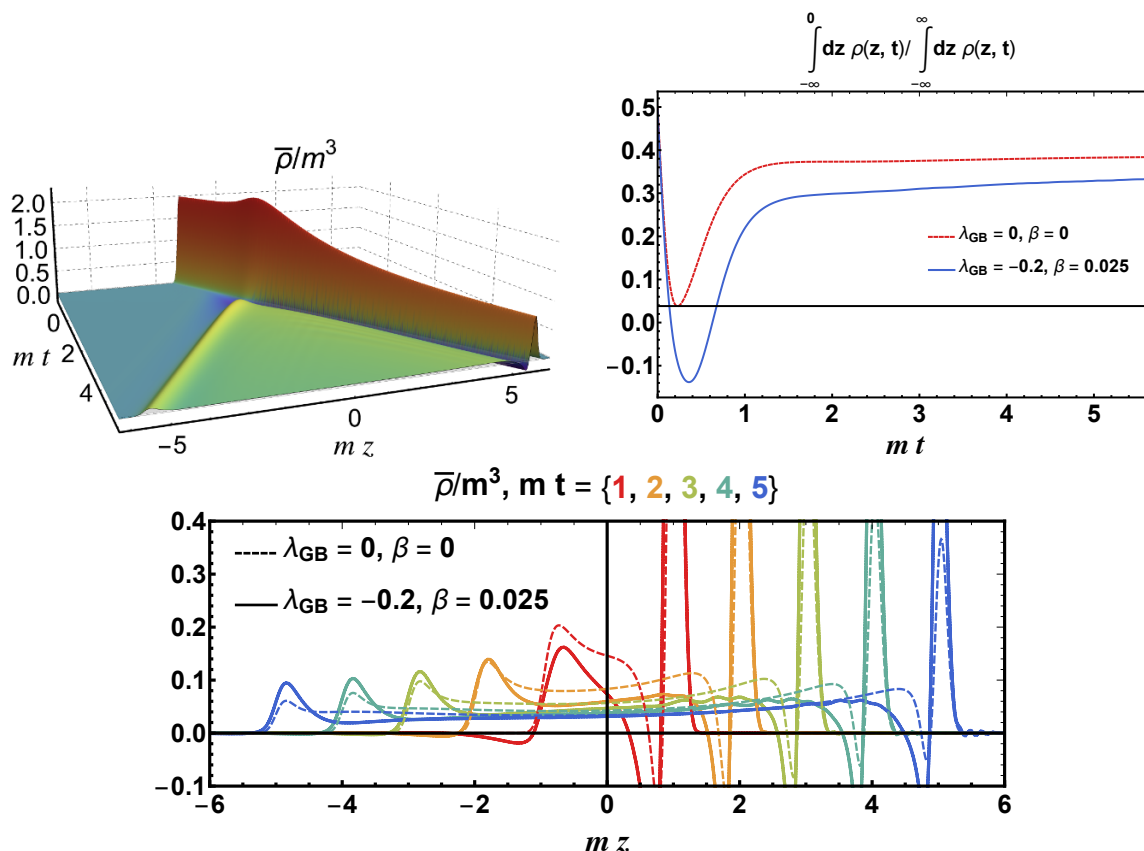 ρ̅/m³
2.0
1.5
1.0
0.5
0.0
0
2
4
m t
−5
0
5
m z
∫₋∞⁰ dz ρ(z, t)/ ∫₋∞^∞ dz ρ(z, t)
0.5
0.4
0.3
0.2
0.1
0.0
−0.1
λGB = 0, β = 0
λGB = −0.2, β = 0.025
0 1 2 3 4 5
m t
ρ̅/m³, m t = {1, 2, 3, 4, 5}
0.4
0.3
0.2
0.1
0.0
−0.1
λGB = 0, β = 0
λGB = −0.2, β = 0.025
−6 −4 −2 0 2 4 6
m z